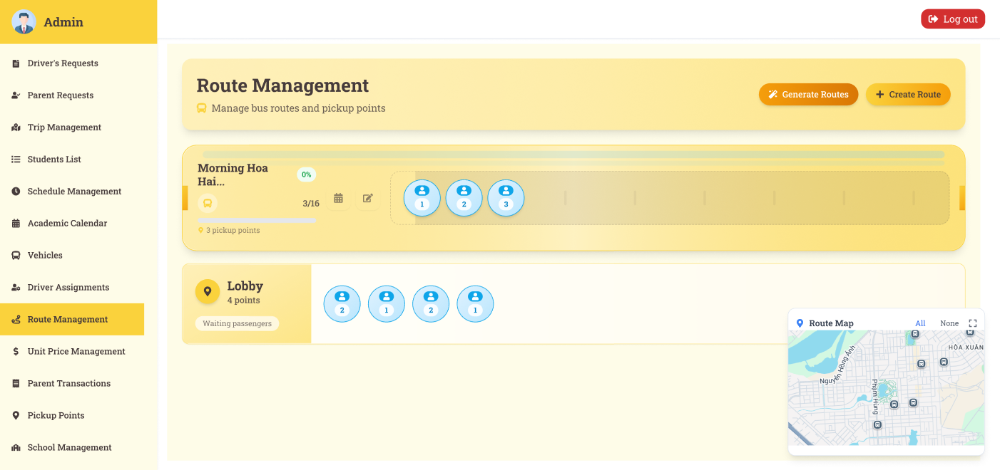 Admin
Log out
Driver's Requests
Parent Requests
Trip Management
Students List
Schedule Management
Academic Calendar
Vehicles
Driver Assignments
Route Management
Unit Price Management
Parent Transactions
Pickup Points
School Management
Route Management
Manage bus routes and pickup points
Generate Routes
Create Route
Morning Hoa
Hai...
0%
3/16
3 pickup points
1
2
3
Lobby
4 points
Waiting passengers
2
1
2
1
Route Map
All
None
HÒA XUÂN
Nguyễn Hồng Ánh
Phạm Hùng